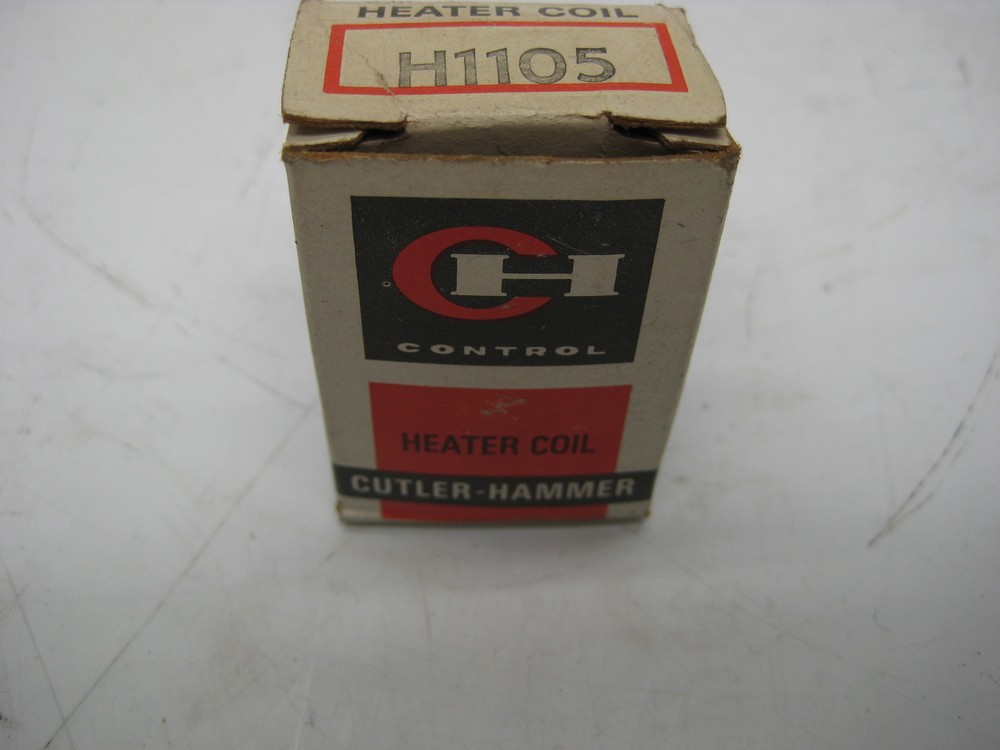 HEATER COIL
H1105
CH
CONTROL
HEATER COIL
CUTLER-HAMMER